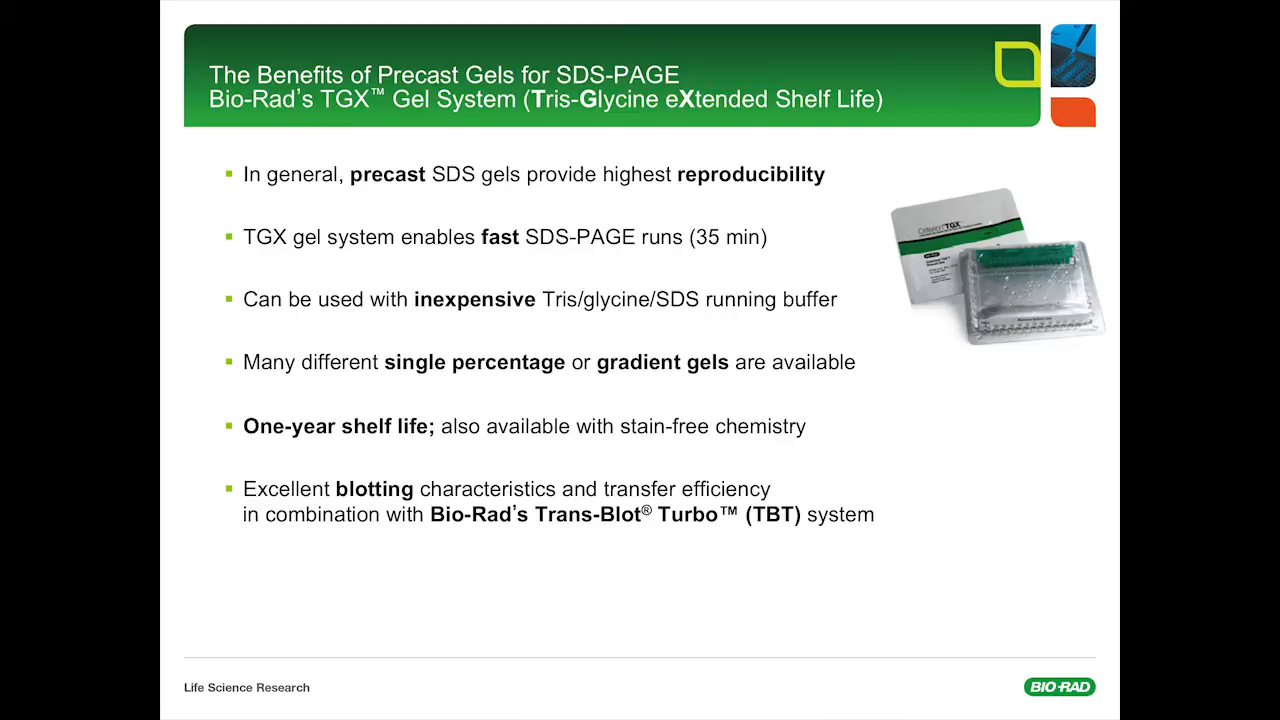 The Benefits of Precast Gels for SDS-PAGE
Bio-Rad's TGX™ Gel System (Tris-Glycine eXtended Shelf Life)
In general, precast SDS gels provide highest reproducibility
TGX gel system enables fast SDS-PAGE runs (35 min)
Can be used with inexpensive Tris/glycine/SDS running buffer
Many different single percentage or gradient gels are available
One-year shelf life; also available with stain-free chemistry
Excellent blotting characteristics and transfer efficiency
in combination with Bio-Rad's Trans-Blot® Turbo™ (TBT) system
Criterion TGX™
Life Science Research
BIO-RAD